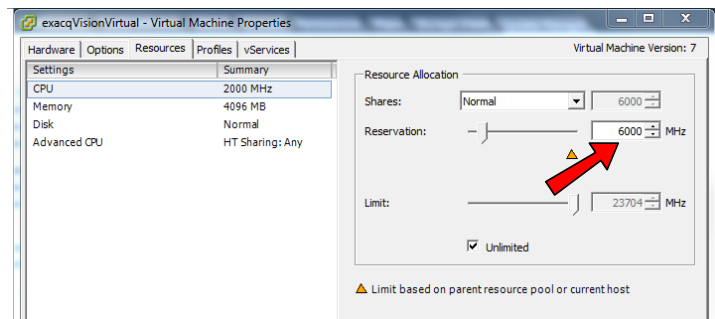 exacqVisionVirtual - Virtual Machine Properties
Hardware Options Resources Profiles vServices Virtual Machine Version: 7
Settings Summary
CPU 2000 MHz
Memory 4096 MB
Disk Normal
Advanced CPU HT Sharing: Any
Resource Allocation
Shares: Normal 6000
Reservation: 6000 MHz
Limit: 23704 MHz
Unlimited
Limit based on parent resource pool or current host